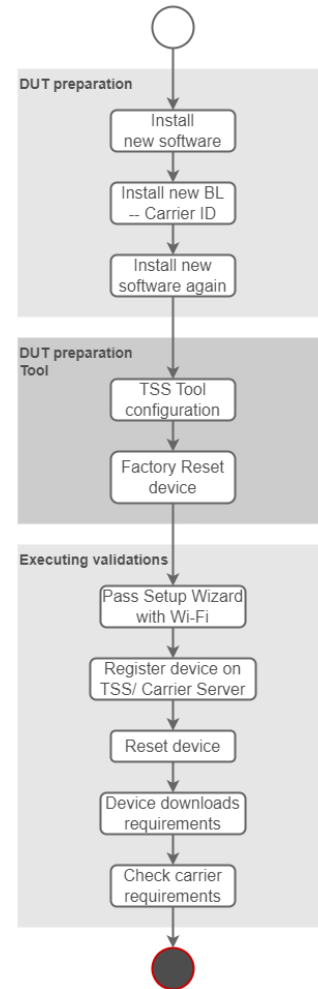 DUT preparation
Install
new software
Install new BL
-- Carrier ID
Install new
software again
DUT preparation
Tool
TSS Tool
configuration
Factory Reset
device
Executing validations
Pass Setup Wizard
with Wi-Fi
Register device on
TSS/ Carrier Server
Reset device
Device downloads
requirements
Check carrier
requirements